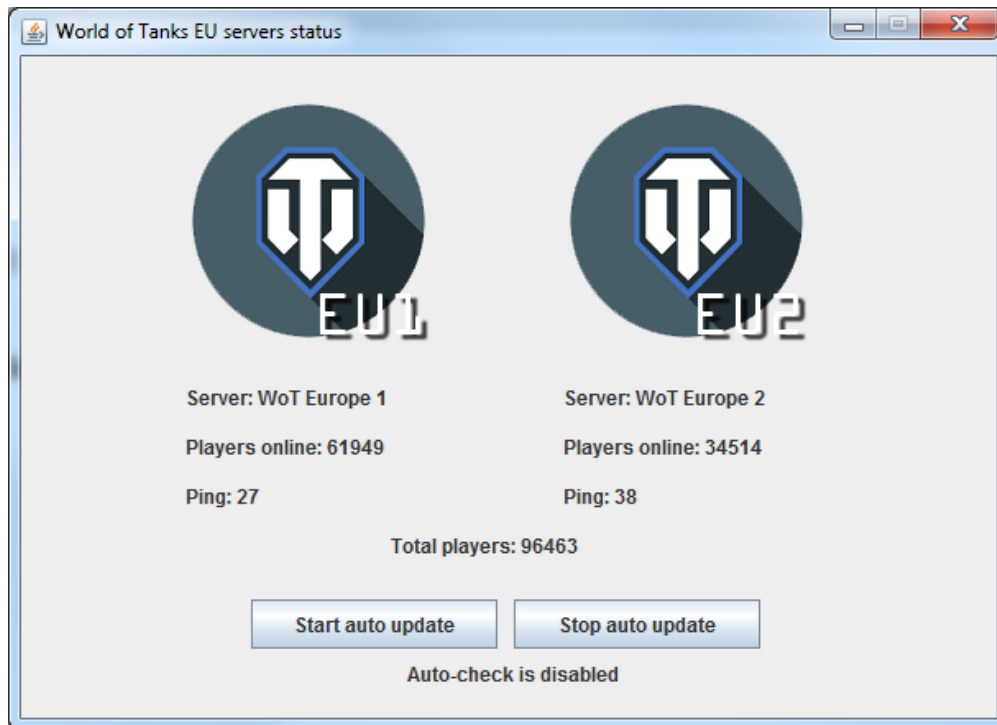 World of Tanks EU servers status
EU1 EU2
Server: WoT Europe 1 Server: WoT Europe 2
Players online: 61949 Players online: 34514
Ping: 27 Ping: 38
Total players: 96463
Start auto update Stop auto update
Auto-check is disabled